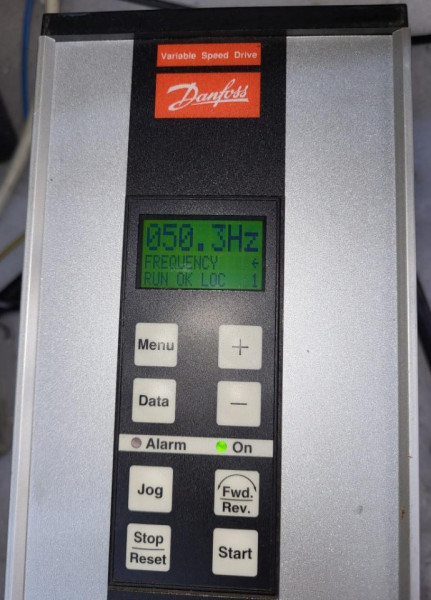 Variable Speed Drive
Danfoss
050.3Hz
FREQUENCY ←
RUN OK LOC 1
Menu +
Data −
Alarm On
Jog Fwd.
Rev.
Stop
Reset Start